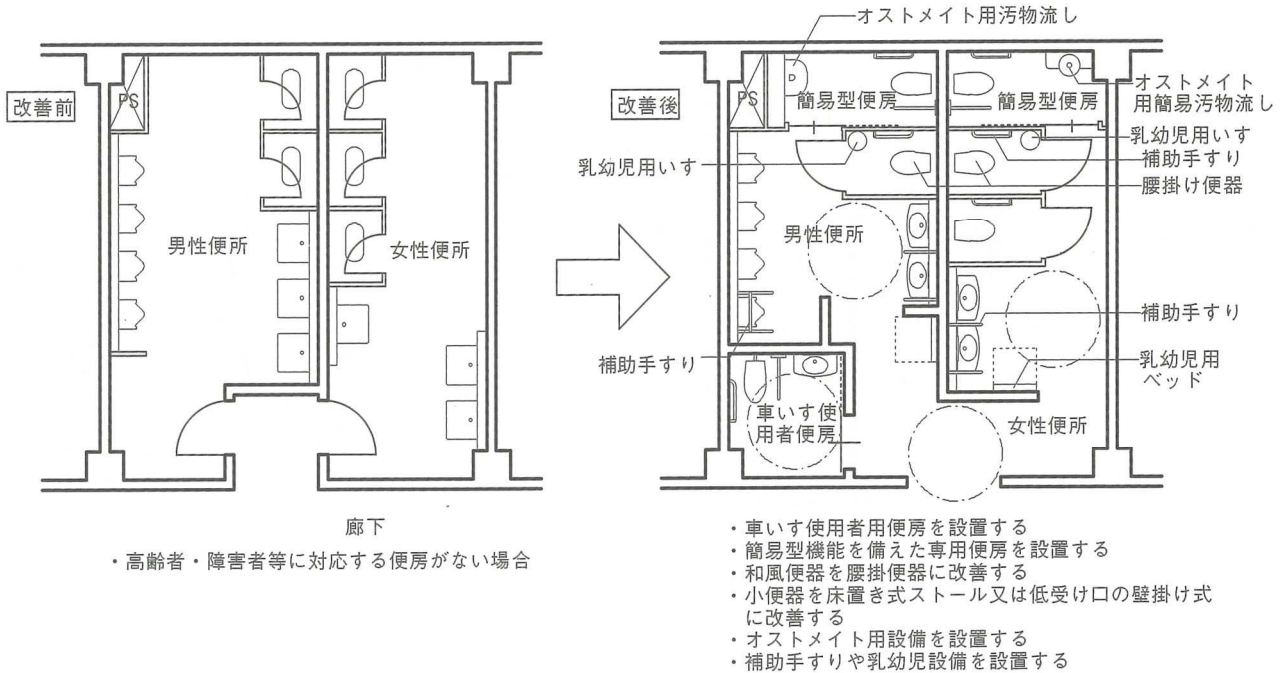 オストメイト用汚物流し
改善前
PS
男性便所
女性便所
廊下
・高齢者・障害者等に対応する便房がない場合
改善後
PS
簡易型便房
簡易型便房
オストメイト
用簡易汚物流し
乳幼児用いす
乳幼児用いす
補助手すり
腰掛け便器
男性便所
補助手すり
補助手すり
乳幼児用
ベッド
車いす使
用者便房
女性便所
・車いす使用者用便房を設置する
・簡易型機能を備えた専用便房を設置する
・和風便器を腰掛便器に改善する
・小便器を床置き式ストール又は低受け口の壁掛け式
に改善する
・オストメイト用設備を設置する
・補助手すりや乳幼児設備を設置する